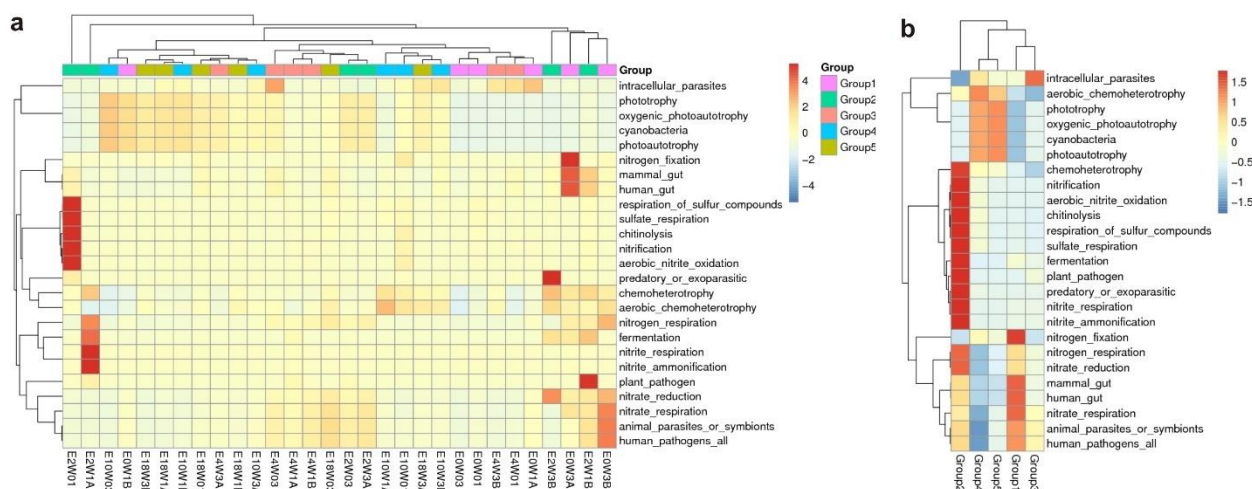 a
Group
intracellular_parasites
phototrophy
oxygenic_photoautotrophy
cyanobacteria
photoautotrophy
nitrogen_fixation
mammal_gut
human_gut
respiration_of_sulfur_compounds
sulfate_respiration
chitinolysis
nitrification
aerobic_nitrite_oxidation
predatory_or_exoparasitic
chemoheterotrophy
aerobic_chemoheterotrophy
nitrogen_respiration
fermentation
nitrite_respiration
nitrite_ammonification
plant_pathogen
nitrate_reduction
nitrate_respiration
animal_parasites_or_symbionts
human_pathogens_all
E2W01
E2W1A
E0W1B
E4W3A
E4W03
E4W1A
E4W1B
E2W03
E2W3A
E0W03
E0W01
E4W3B
E4W01
E0W1A
E2W3B
E0W3A
E2W1B
E0W3B
4
2
0
−2
−4
Group
Group1
Group2
Group3
Group4
Group5
b
intracellular_parasites
aerobic_chemoheterotrophy
phototrophy
oxygenic_photoautotrophy
cyanobacteria
photoautotrophy
chemoheterotrophy
nitrification
aerobic_nitrite_oxidation
chitinolysis
respiration_of_sulfur_compounds
sulfate_respiration
fermentation
plant_pathogen
predatory_or_exoparasitic
nitrite_respiration
nitrite_ammonification
nitrogen_fixation
nitrogen_respiration
nitrate_reduction
mammal_gut
human_gut
nitrate_respiration
animal_parasites_or_symbionts
human_pathogens_all
Group2
Group4
Group5
Group1
Group3
1.5
1
0.5
0
−0.5
−1
−1.5